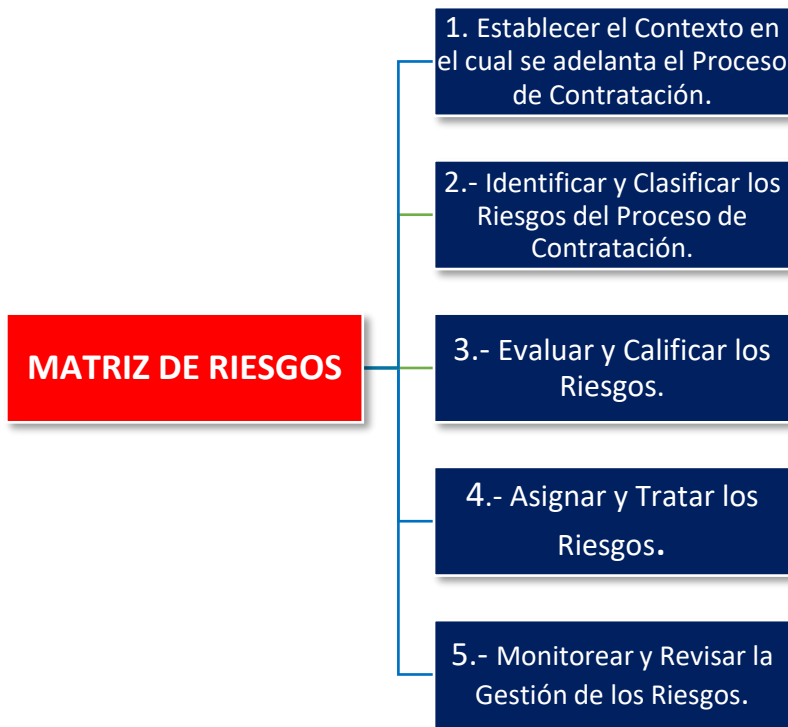 1. Establecer el Contexto en
el cual se adelanta el Proceso
de Contratación.
2.- Identificar y Clasificar los
Riesgos del Proceso de
Contratación.
MATRIZ DE RIESGOS
3.- Evaluar y Calificar los
Riesgos.
4.- Asignar y Tratar los
Riesgos.
5.- Monitorear y Revisar la
Gestión de los Riesgos.